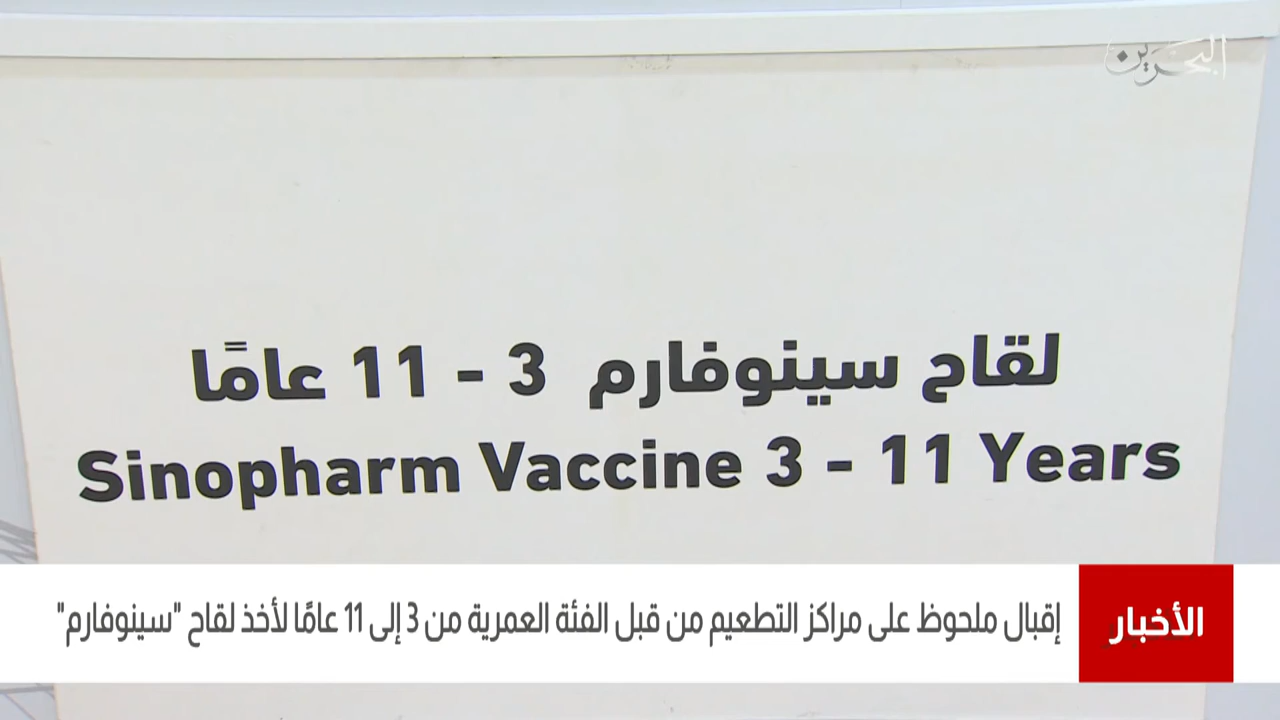 البحرين
لقاح سينوفارم 3 - 11 عامًا
Sinopharm Vaccine 3 - 11 Years
الأخبار
إقبال ملحوظ على مراكز التطعيم من قبل الفئة العمرية من 3 إلى 11 عامًا لأخذ لقاح "سينوفارم"